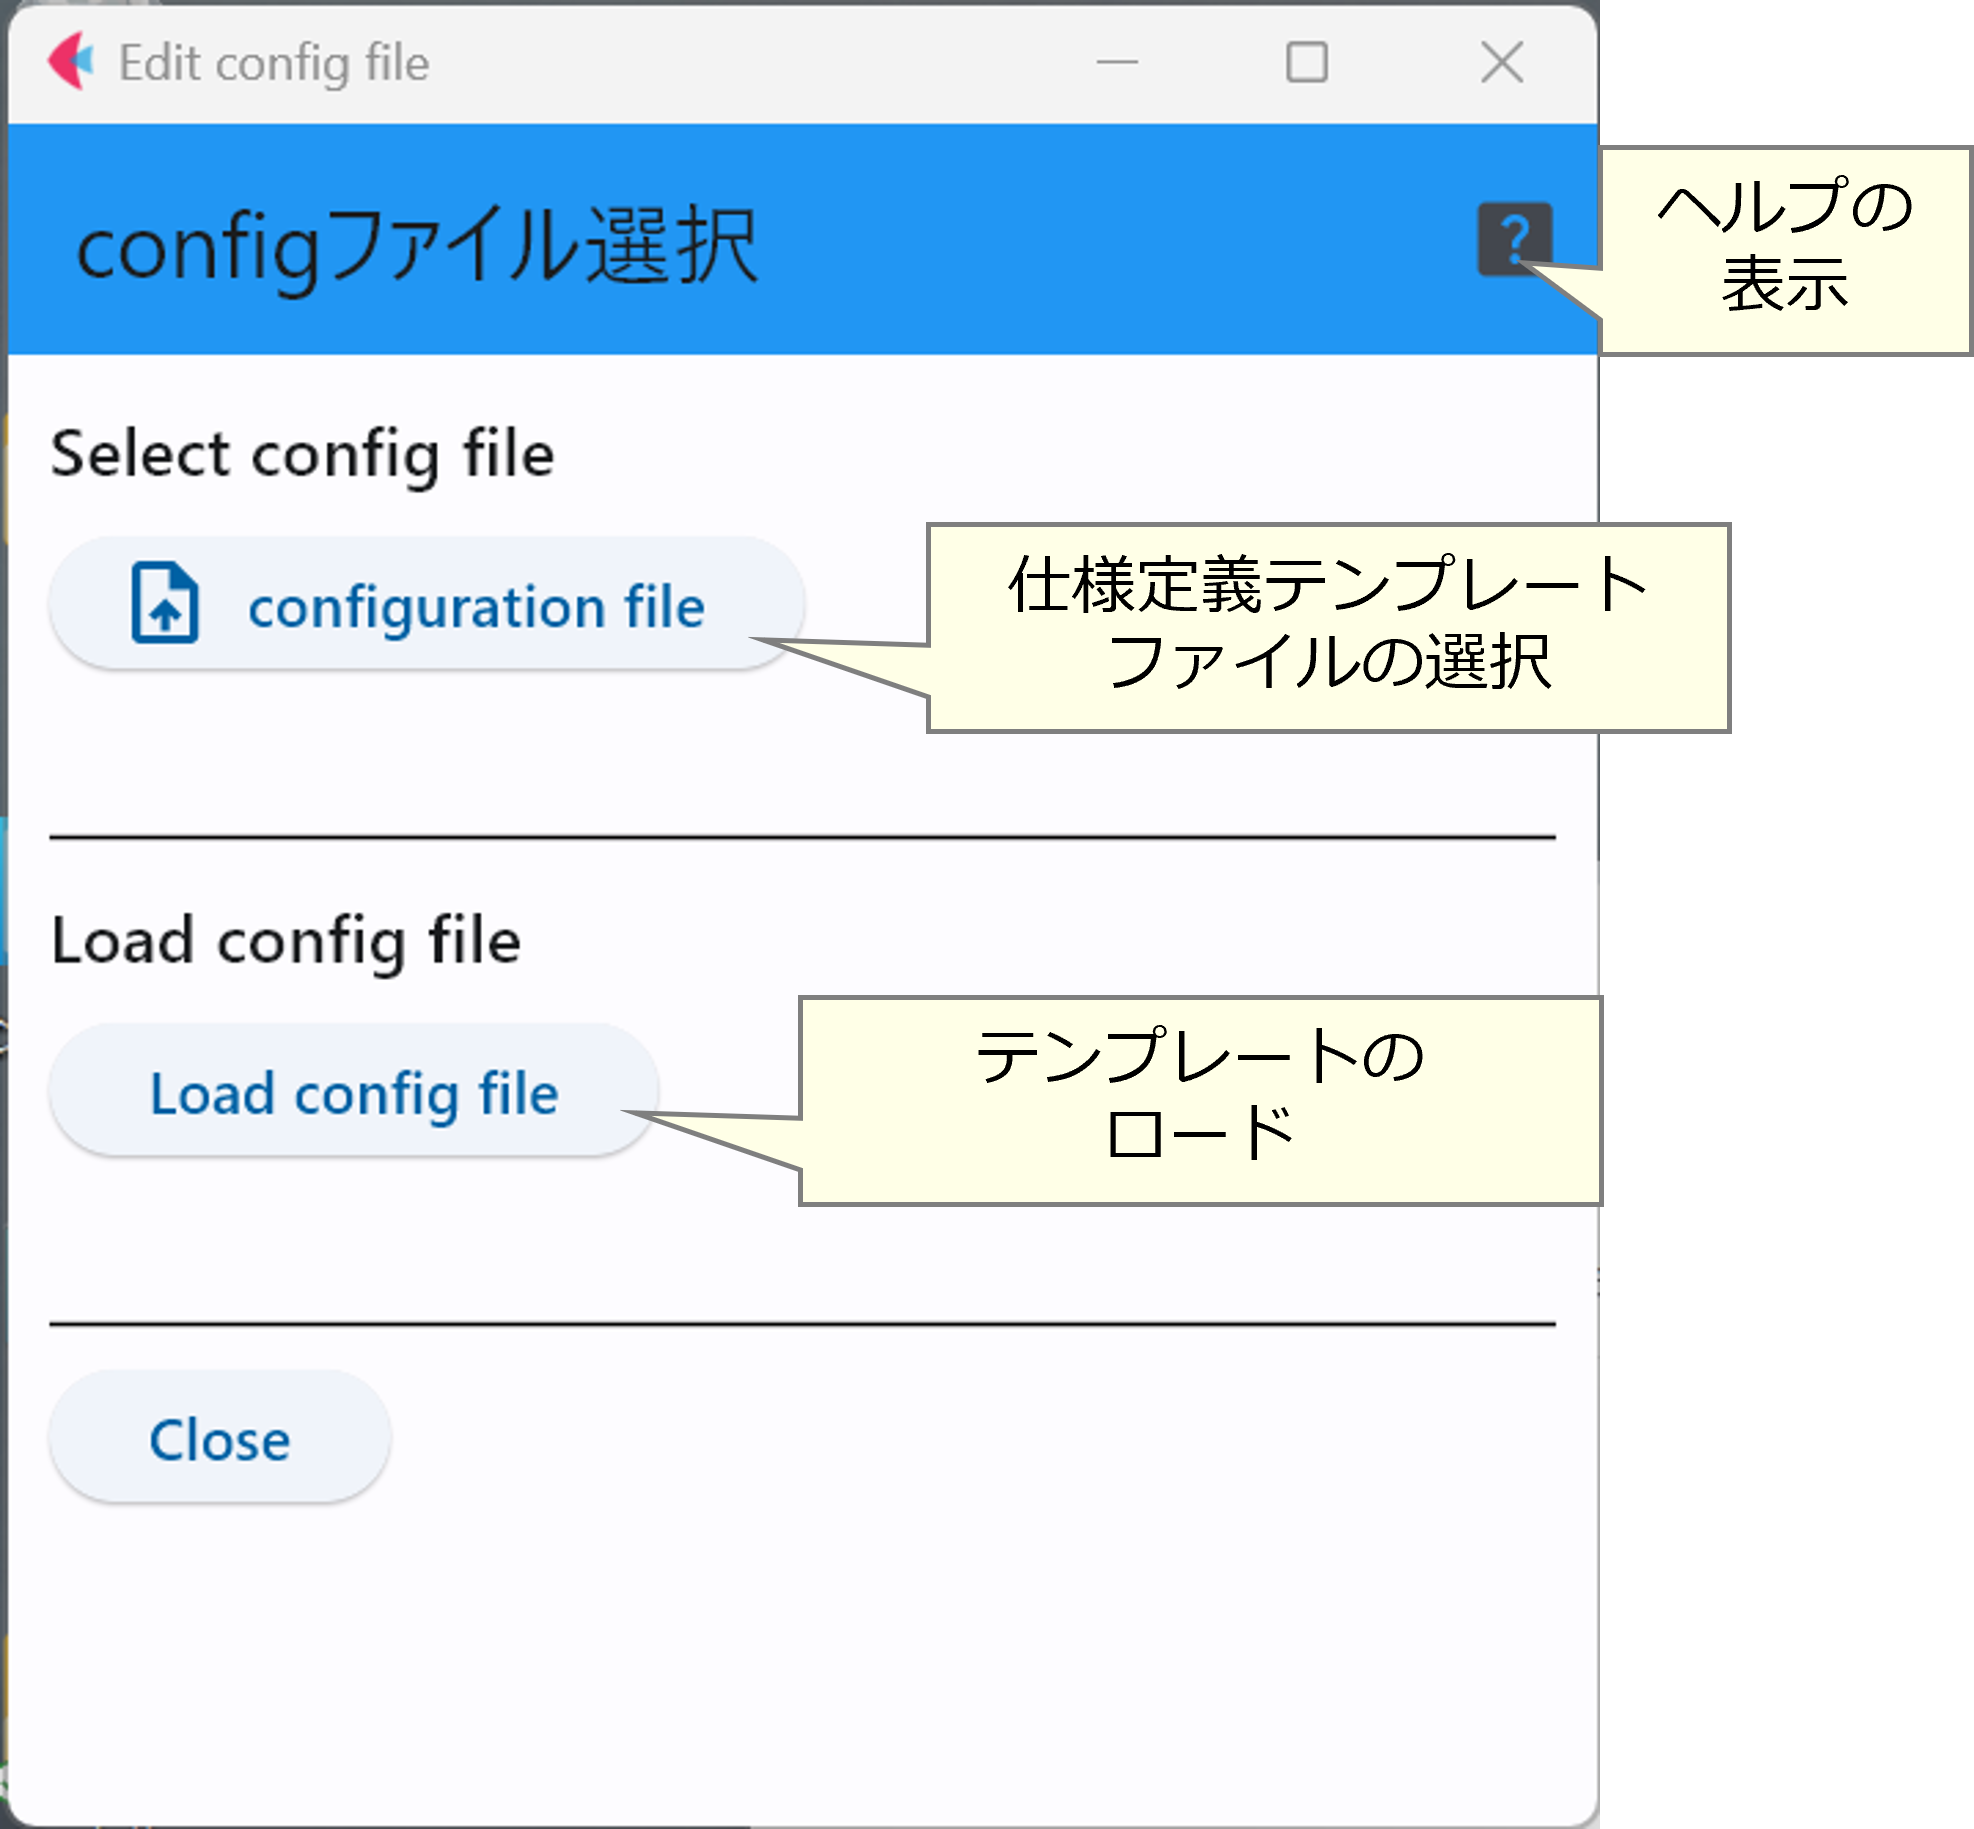 Edit config file
configファイル選択
?
ヘルプの
表示
Select config file
configuration file
仕様定義テンプレート
ファイルの選択
Load config file
Load config file
テンプレートの
ロード
Close